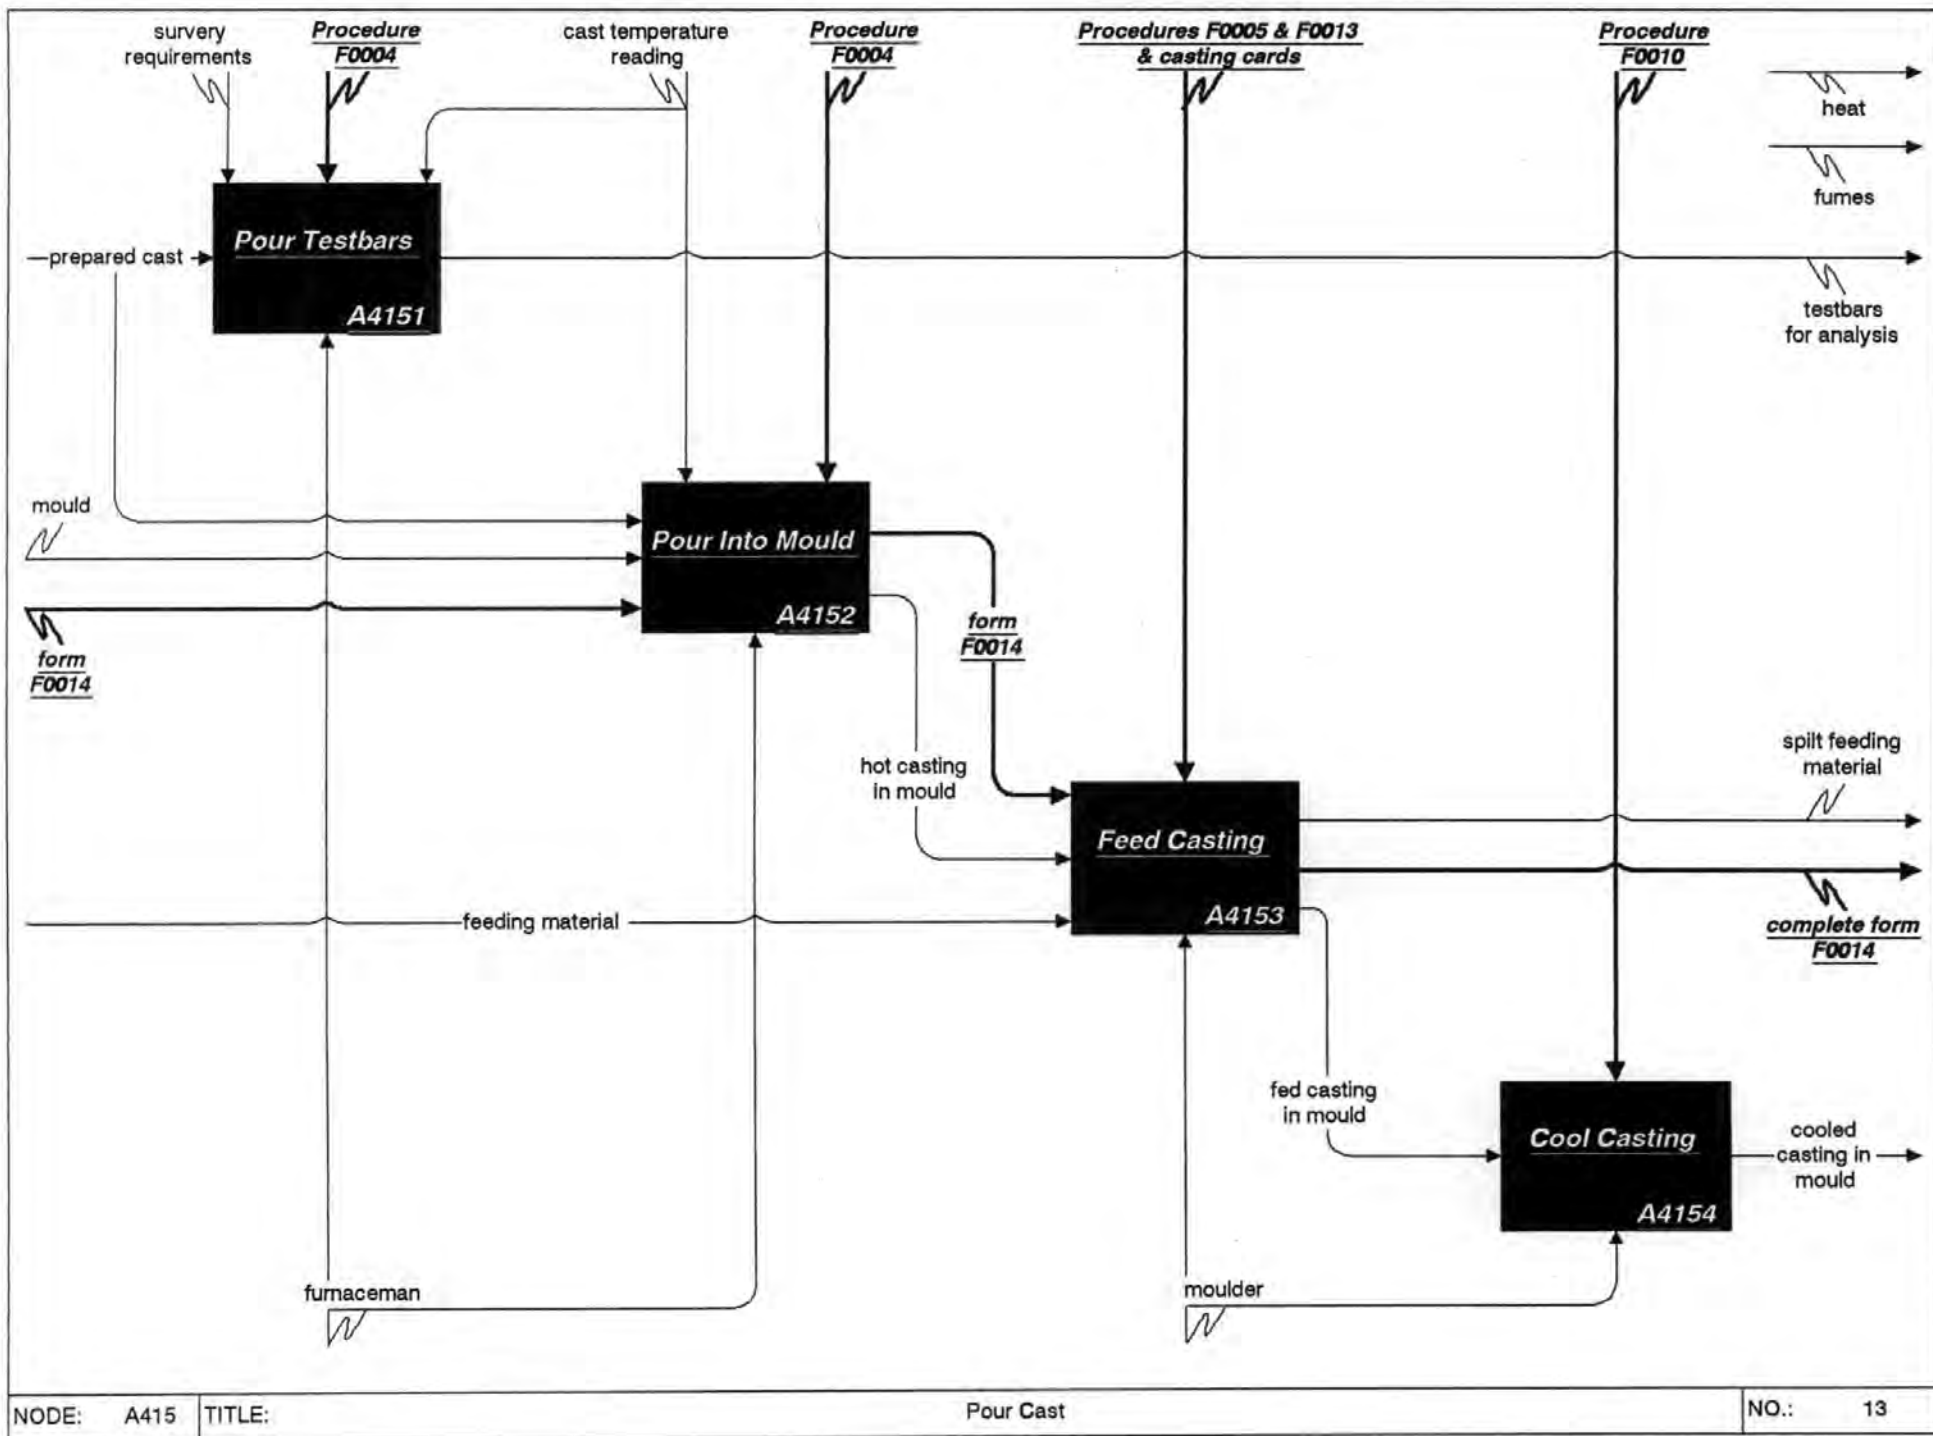 survery
requirements
Procedure
F0004
cast temperature
reading
Procedure
F0004
Procedures F0005 & F0013
& casting cards
Procedure
F0010
heat
fumes
prepared cast
Pour Testbars
A4151
testbars
for analysis
mould
Pour Into Mould
A4152
form
F0014
form
F0014
hot casting
in mould
spilt feeding
material
Feed Casting
A4153
feeding material
complete form
F0014
fed casting
in mould
Cool Casting
A4154
cooled
casting in
mould
furnaceman
moulder
NODE: A415 TITLE: Pour Cast NO.: 13